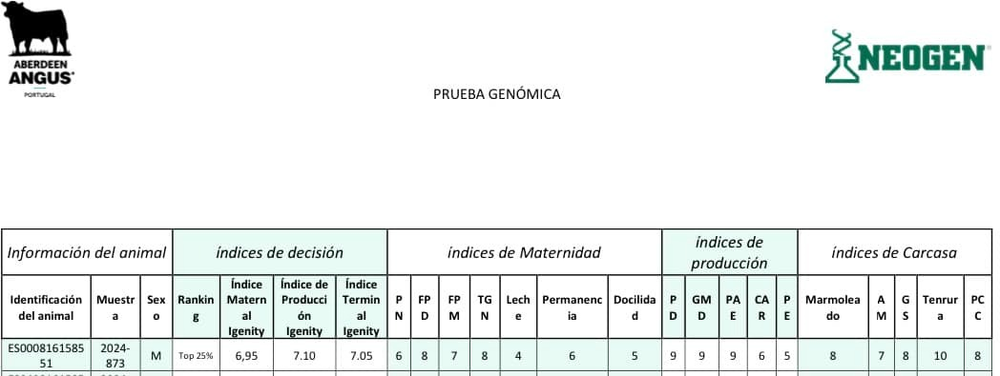 ABERDEEN
ANGUS
PORTUGAL
NEOGEN®
PRUEBA GENÓMICA
Información del animal índices de decisión índices de Maternidad índices de producción índices de Carcasa
Identificación del animal Muestra Sexo Ranking Índice Maternal Igenity Índice de Producción Igenity Índice Terminal Igenity PN FPD FPM TGN Leche Permanencia Docilidad PD GMD PAE CAR PE Marmoleado AM GS Tenrura PCC
ES000816158551 2024-873 M Top 25% 6,95 7.10 7.05 6 8 7 8 4 6 5 9 9 9 6 5 8 7 8 10 8